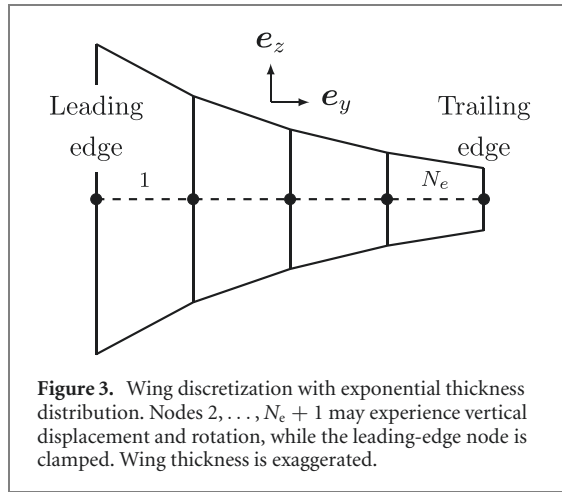 e_z
e_y
Leading
edge
Trailing
edge
1
N_e
Figure 3. Wing discretization with exponential thickness
distribution. Nodes 2, . . . , N_e + 1 may experience vertical
displacement and rotation, while the leading-edge node is
clamped. Wing thickness is exaggerated.